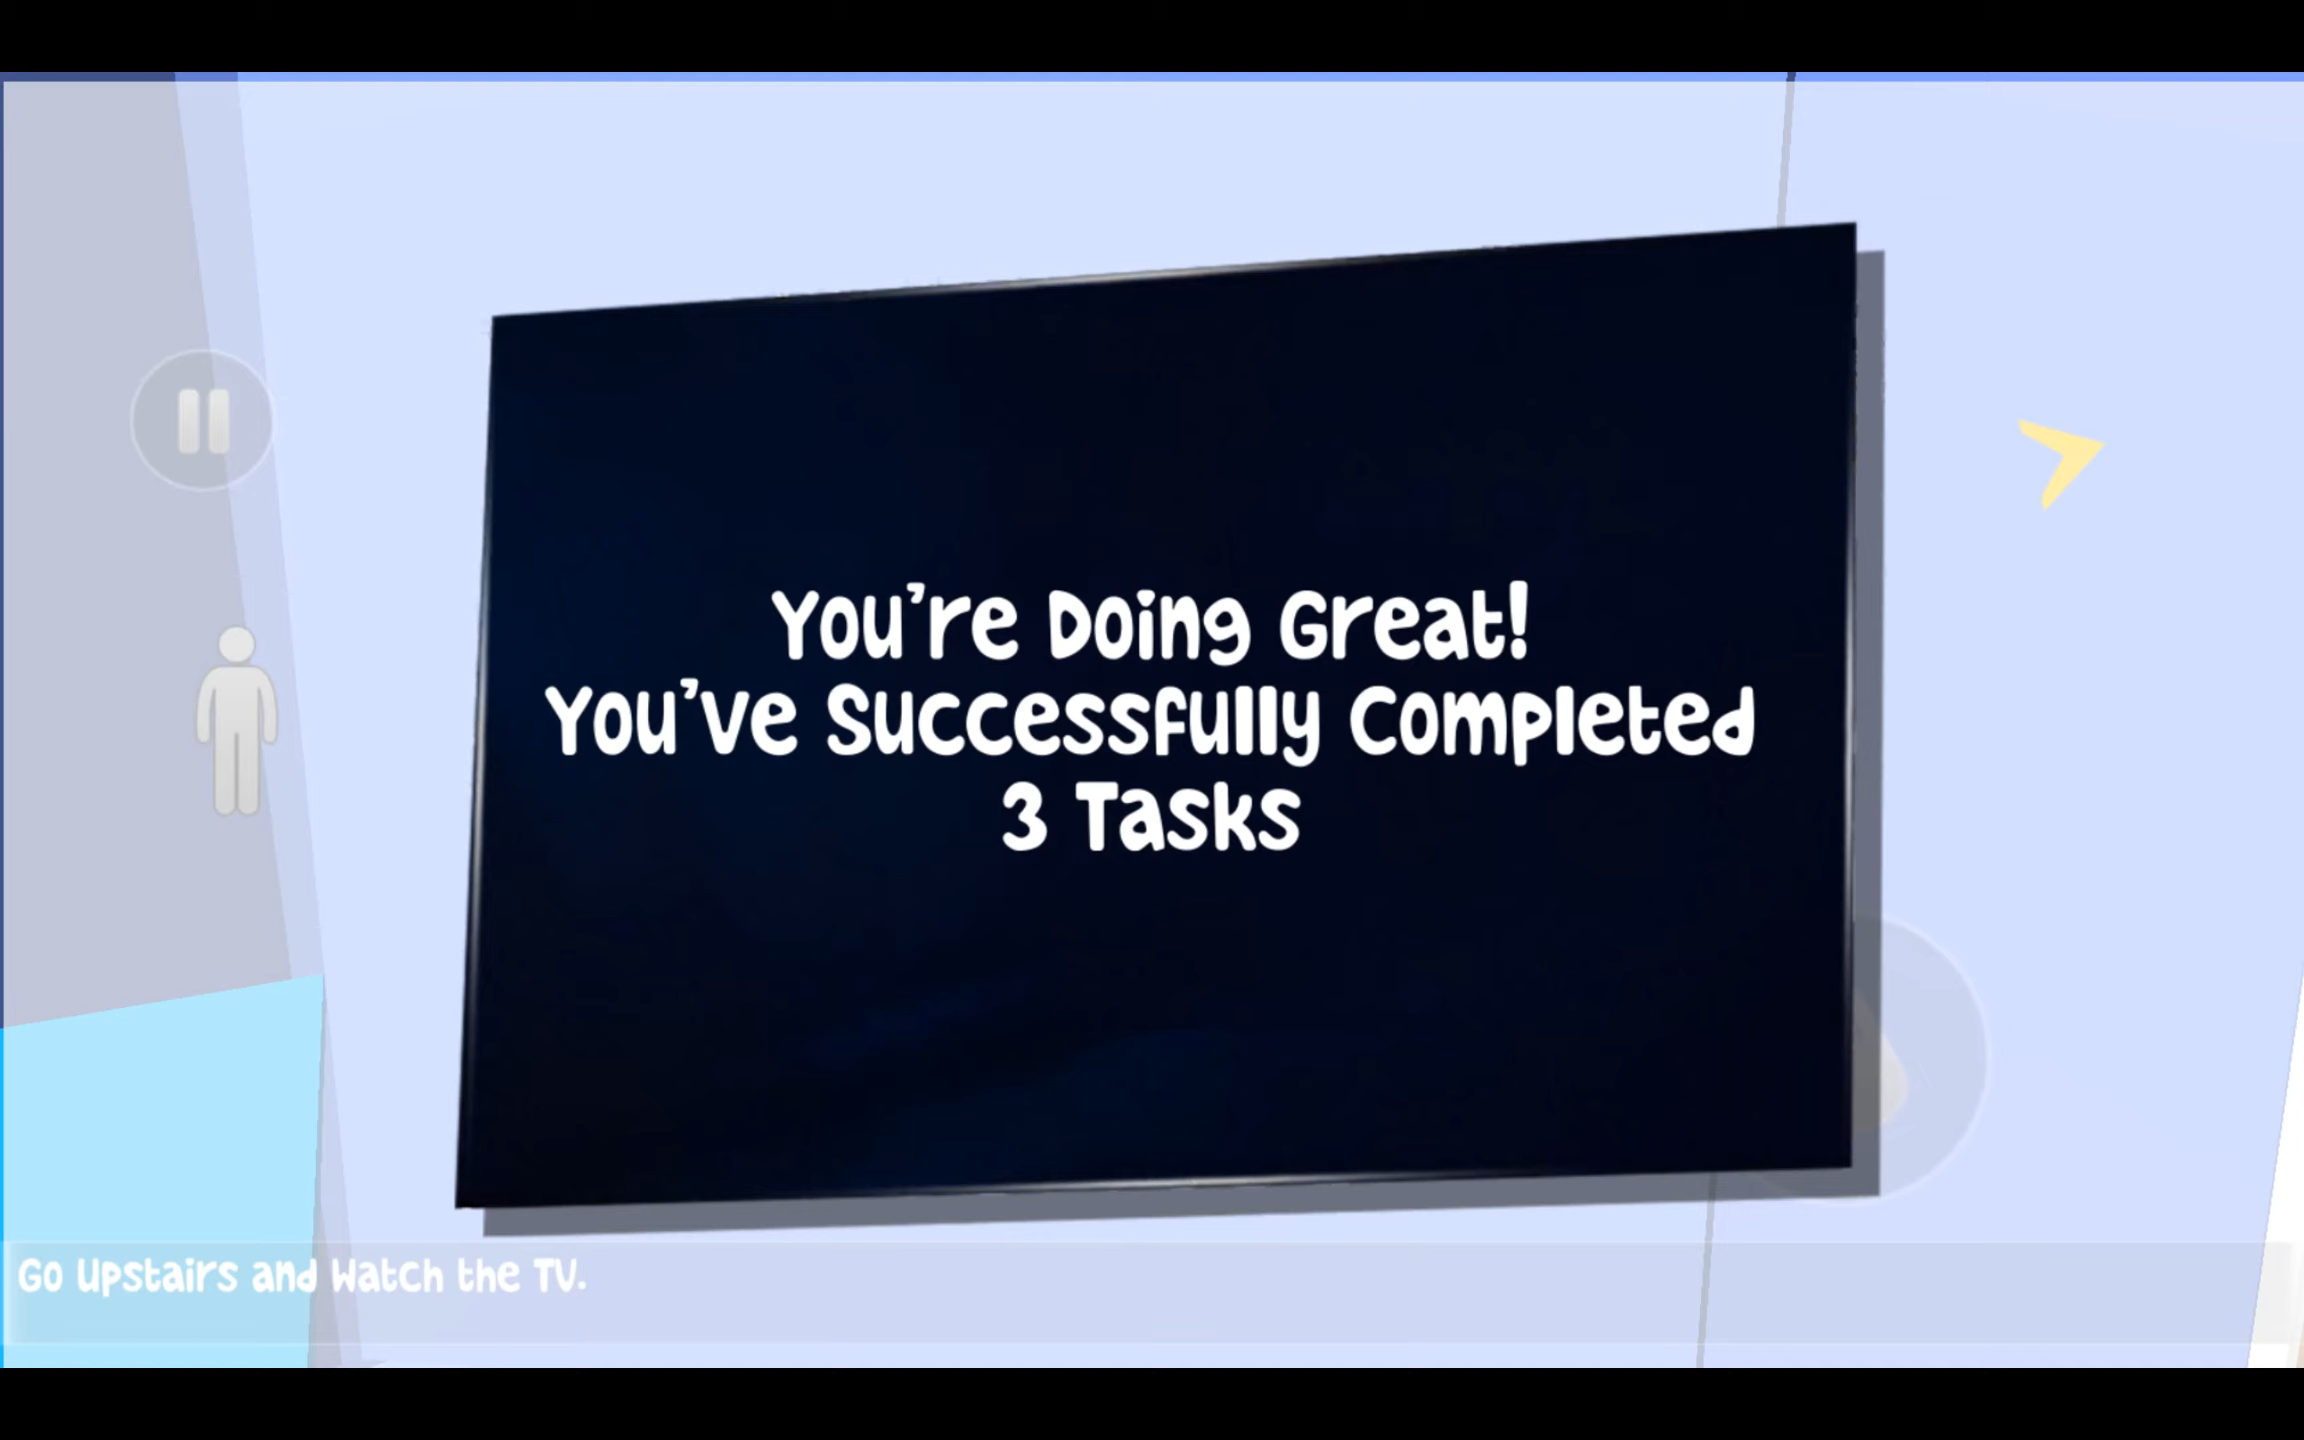 You're Doing Great!
You've Successfully Completed
3 Tasks
Go Upstairs and Watch the TV.